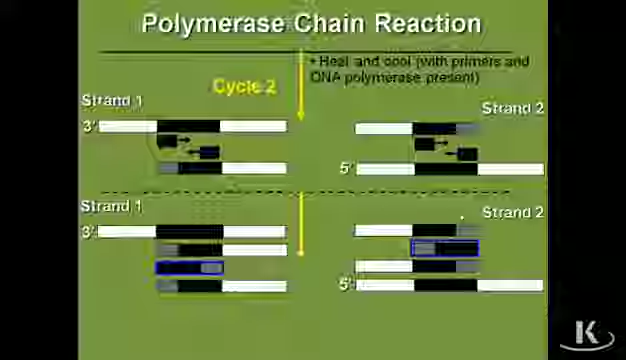 Polymerase Chain Reaction
• Heat and cool (with primers and
DNA polymerase present)
Cycle 2
Strand 1
Strand 2
3'
5'
Strand 1
Strand 2
3'
5'
K